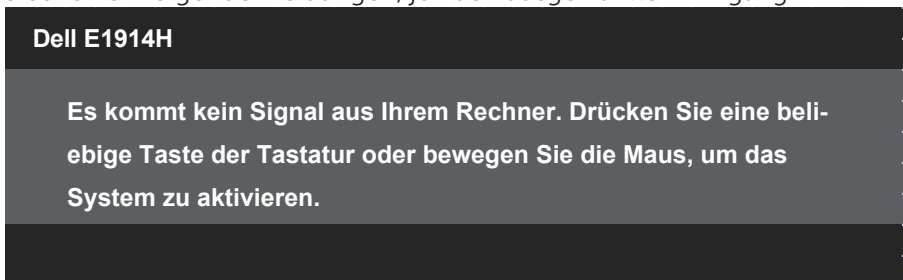 Dell E1914H
Es kommt kein Signal aus Ihrem Rechner. Drücken Sie eine beli-
ebige Taste der Tastatur oder bewegen Sie die Maus, um das
System zu aktivieren.